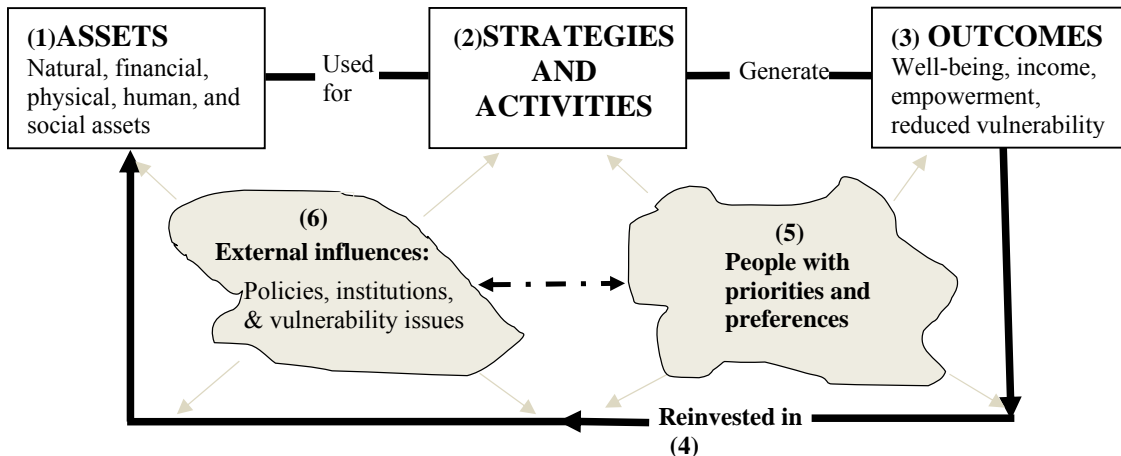 (1) ASSETS
Natural, financial,
physical, human, and
social assets
Used
for
(2) STRATEGIES
AND
ACTIVITIES
Generate
(3) OUTCOMES
Well-being, income,
empowerment,
reduced vulnerability
(6)
External influences:
Policies, institutions,
& vulnerability issues
(5)
People with
priorities and
preferences
Reinvested in
(4)